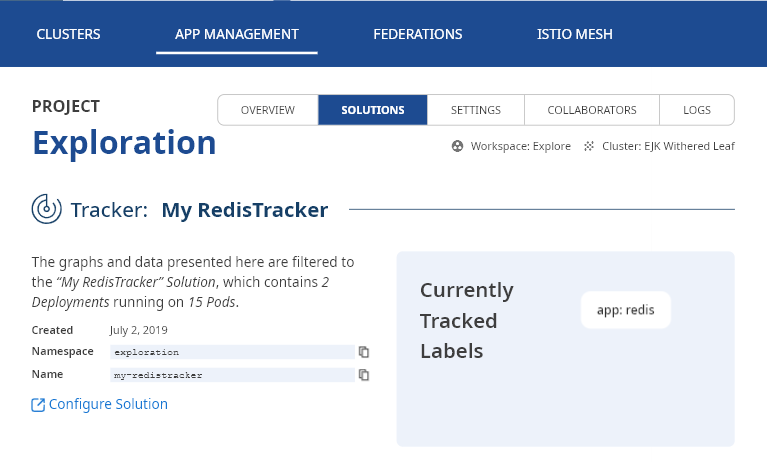 CLUSTERS APP MANAGEMENT FEDERATIONS ISTIO MESH
PROJECT
Exploration
OVERVIEW SOLUTIONS SETTINGS COLLABORATORS LOGS
Workspace: Explore Cluster: EJK Withered Leaf
Tracker: My RedisTracker
The graphs and data presented here are filtered to
the “My RedisTracker” Solution, which contains 2
Deployments running on 15 Pods.
Created July 2, 2019
Namespace exploration
Name my-redistracker
Configure Solution
Currently
Tracked
Labels
app: redis